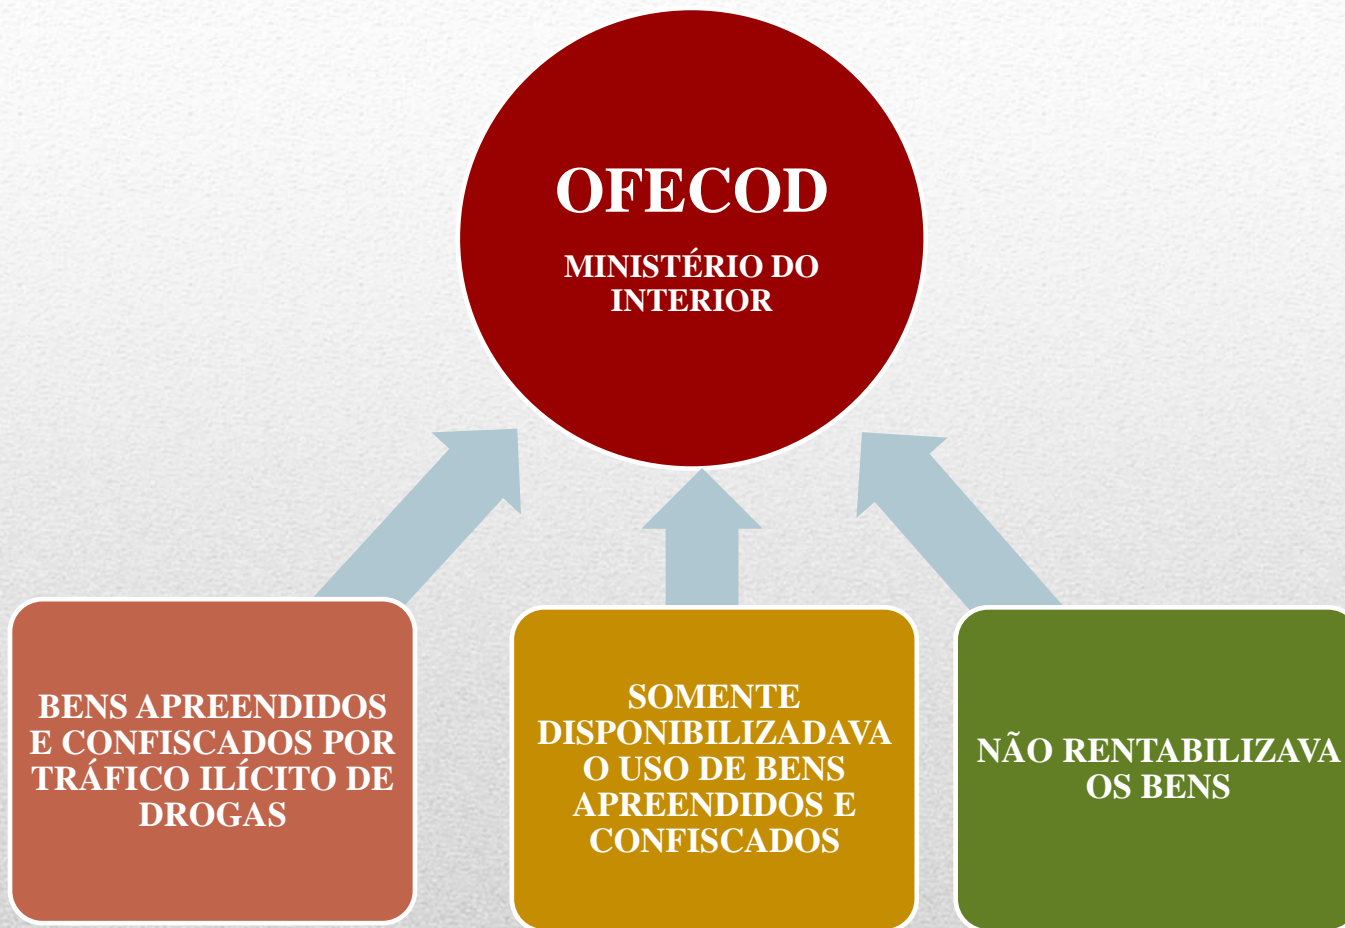 OFECOD
MINISTÉRIO DO
INTERIOR
BENS APREENDIDOS
E CONFISCADOS POR
TRÁFICO ILÍCITO DE
DROGAS
SOMENTE
DISPONIBILIZADAVA
O USO DE BENS
APREENDIDOS E
CONFISCADOS
NÃO RENTABILIZAVA
OS BENS